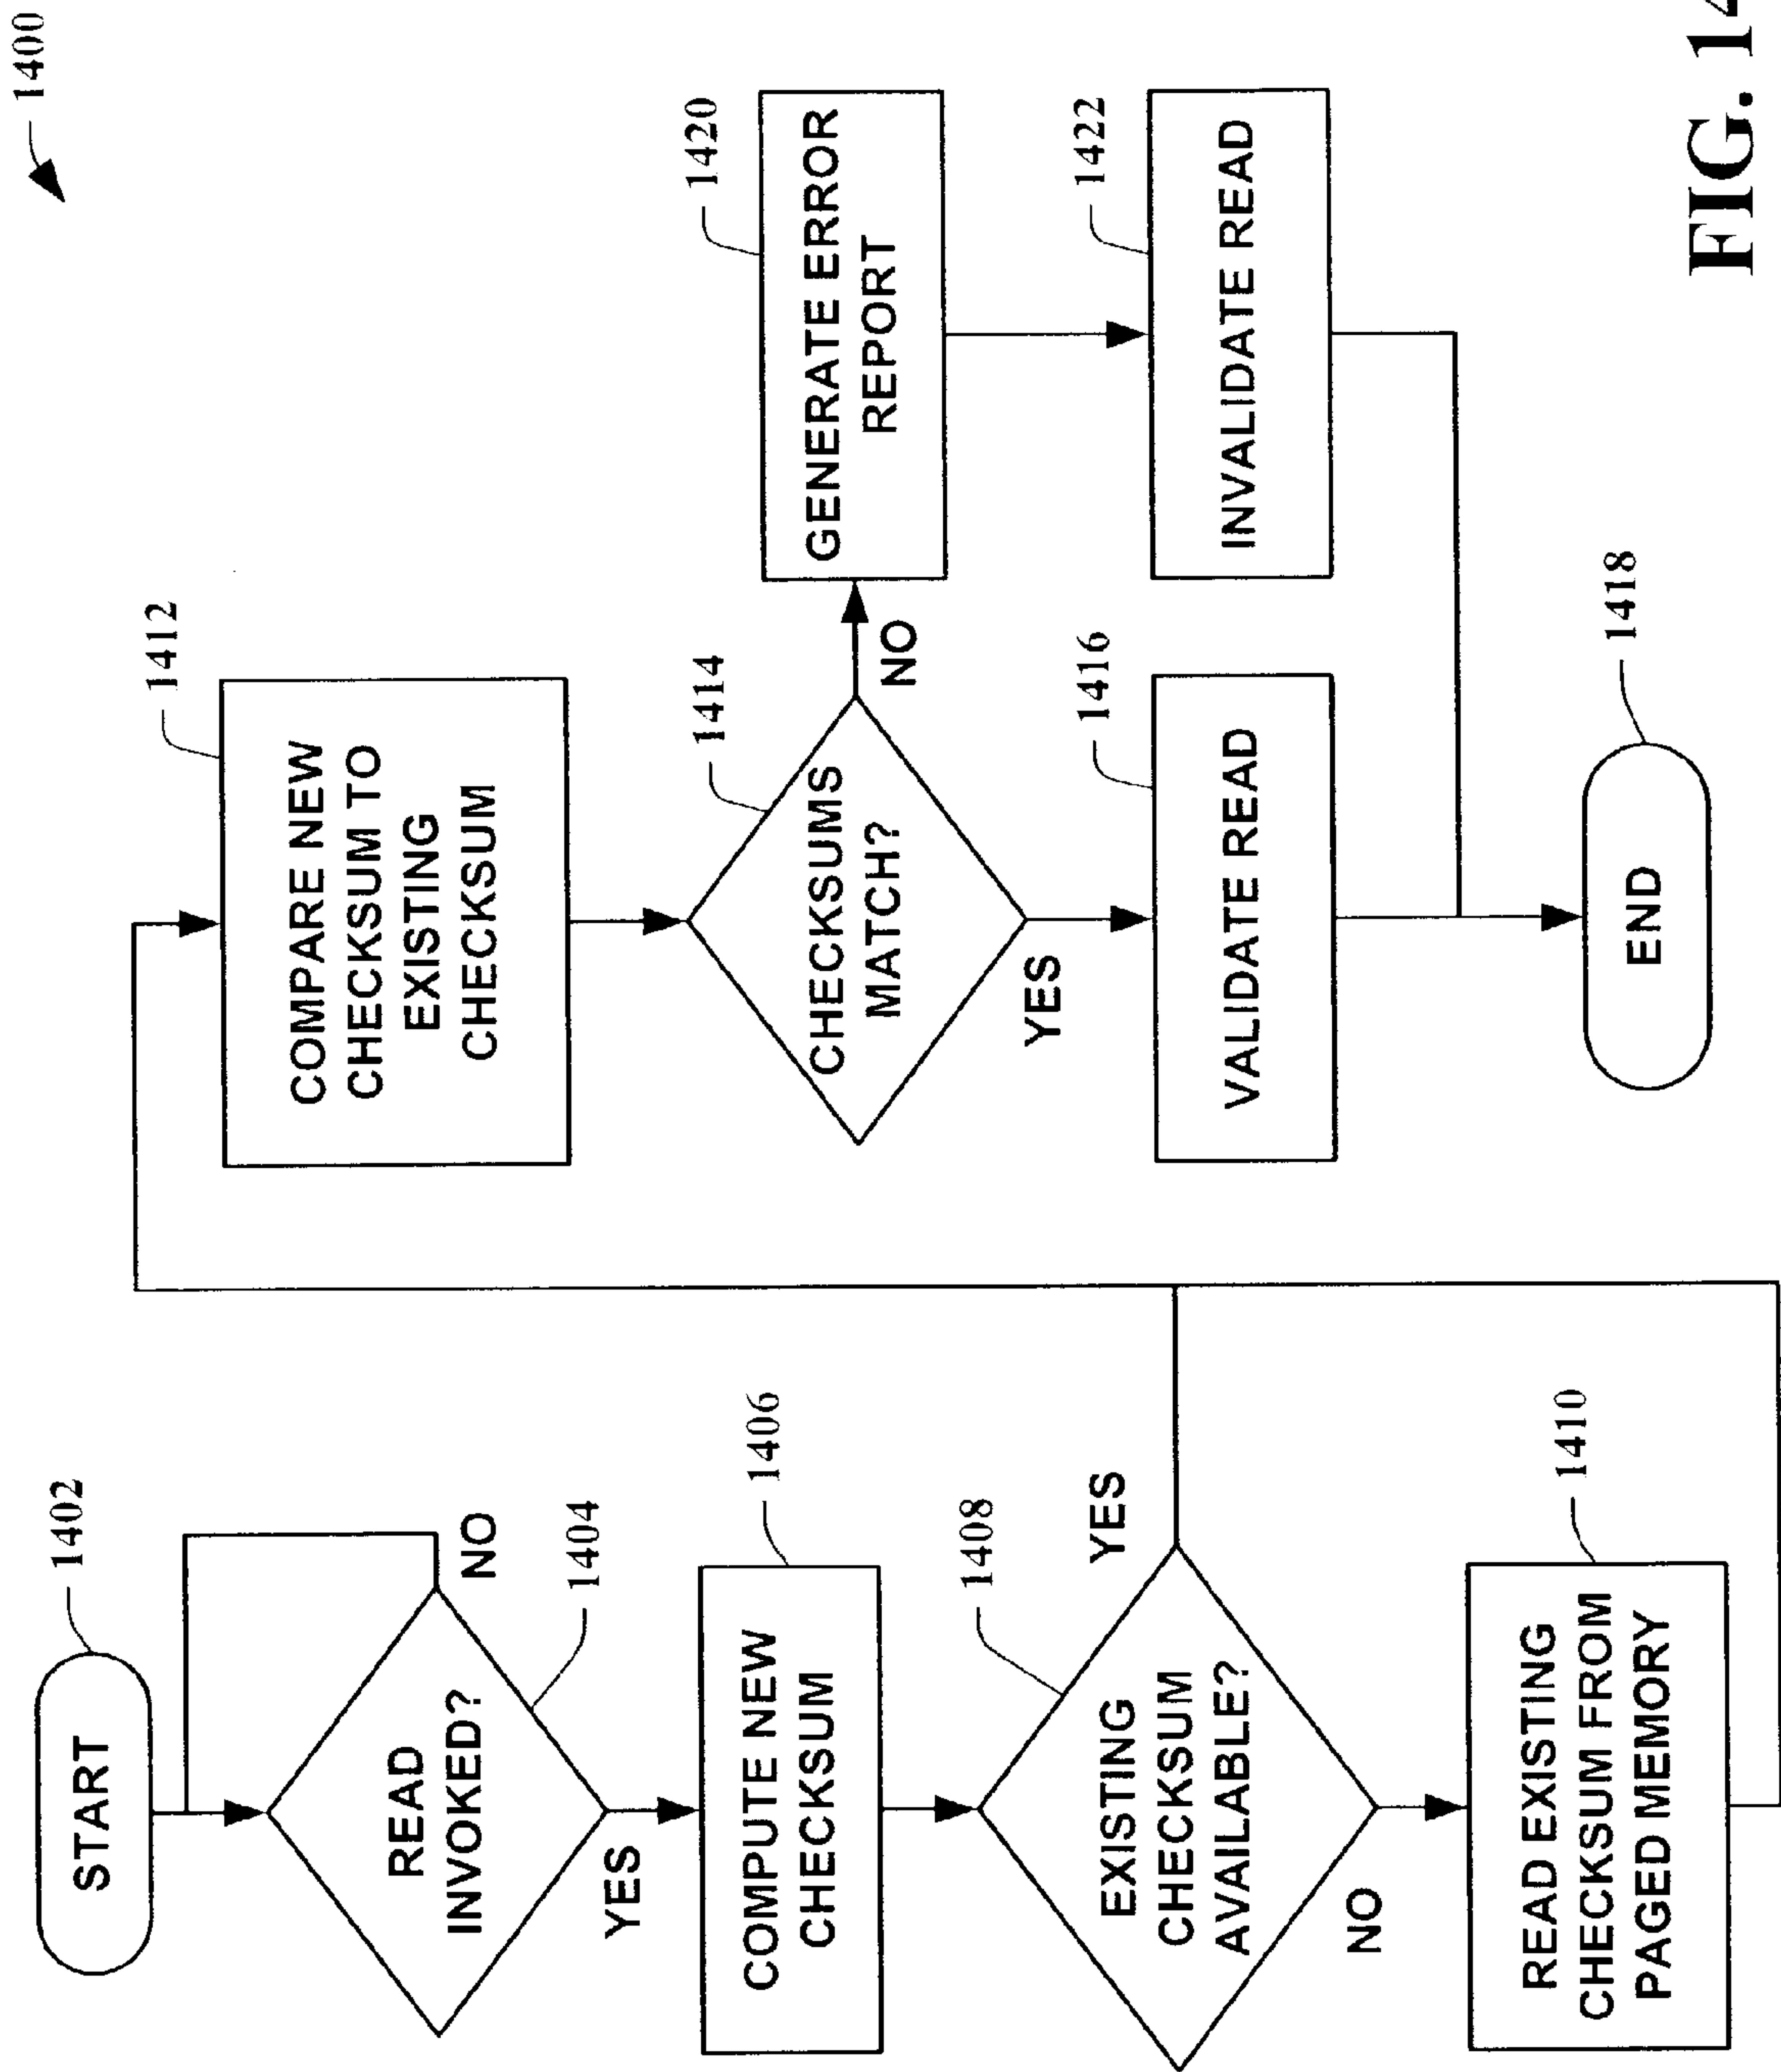 1400
START
1402
READ
INVOKED?
1404
NO
YES
COMPUTE NEW
CHECKSUM
1406
EXISTING
CHECKSUM
AVAILABLE?
1408
YES
NO
READ EXISTING
CHECKSUM FROM
PAGED MEMORY
1410
COMPARE NEW
CHECKSUM TO
EXISTING
CHECKSUM
1412
CHECKSUMS
MATCH?
1414
NO
YES
GENERATE ERROR
REPORT
1420
VALIDATE READ
1416
INVALIDATE READ
1422
END
1418
FIG. 14